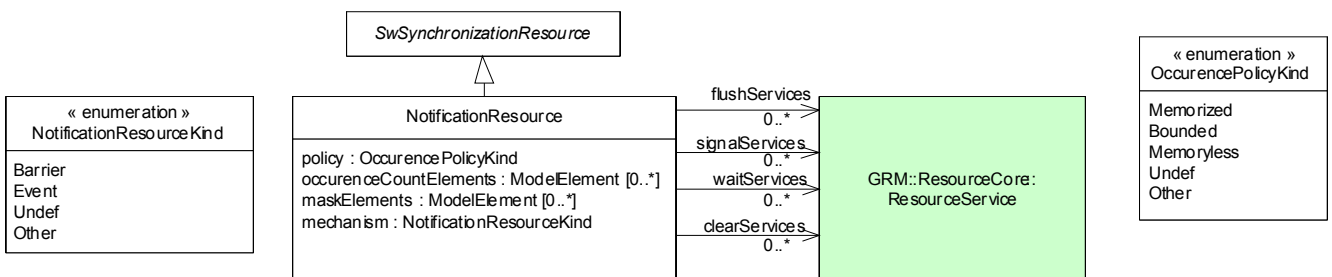 SwSynchronizationResource
« enumeration »
NotificationResourceKind
Barrier
Event
Undef
Other
NotificationResource
policy : OccurencePolicyKind
occurenceCountElements : ModelElement [0..*]
maskElements : ModelElement [0..*]
mechanism : NotificationResourceKind
flushServices
0..*
signalServices
0..*
waitServices
0..*
clearServices
0..*
GRM::ResourceCore::
ResourceService
« enumeration »
OccurencePolicyKind
Memorized
Bounded
Memoryless
Undef
Other